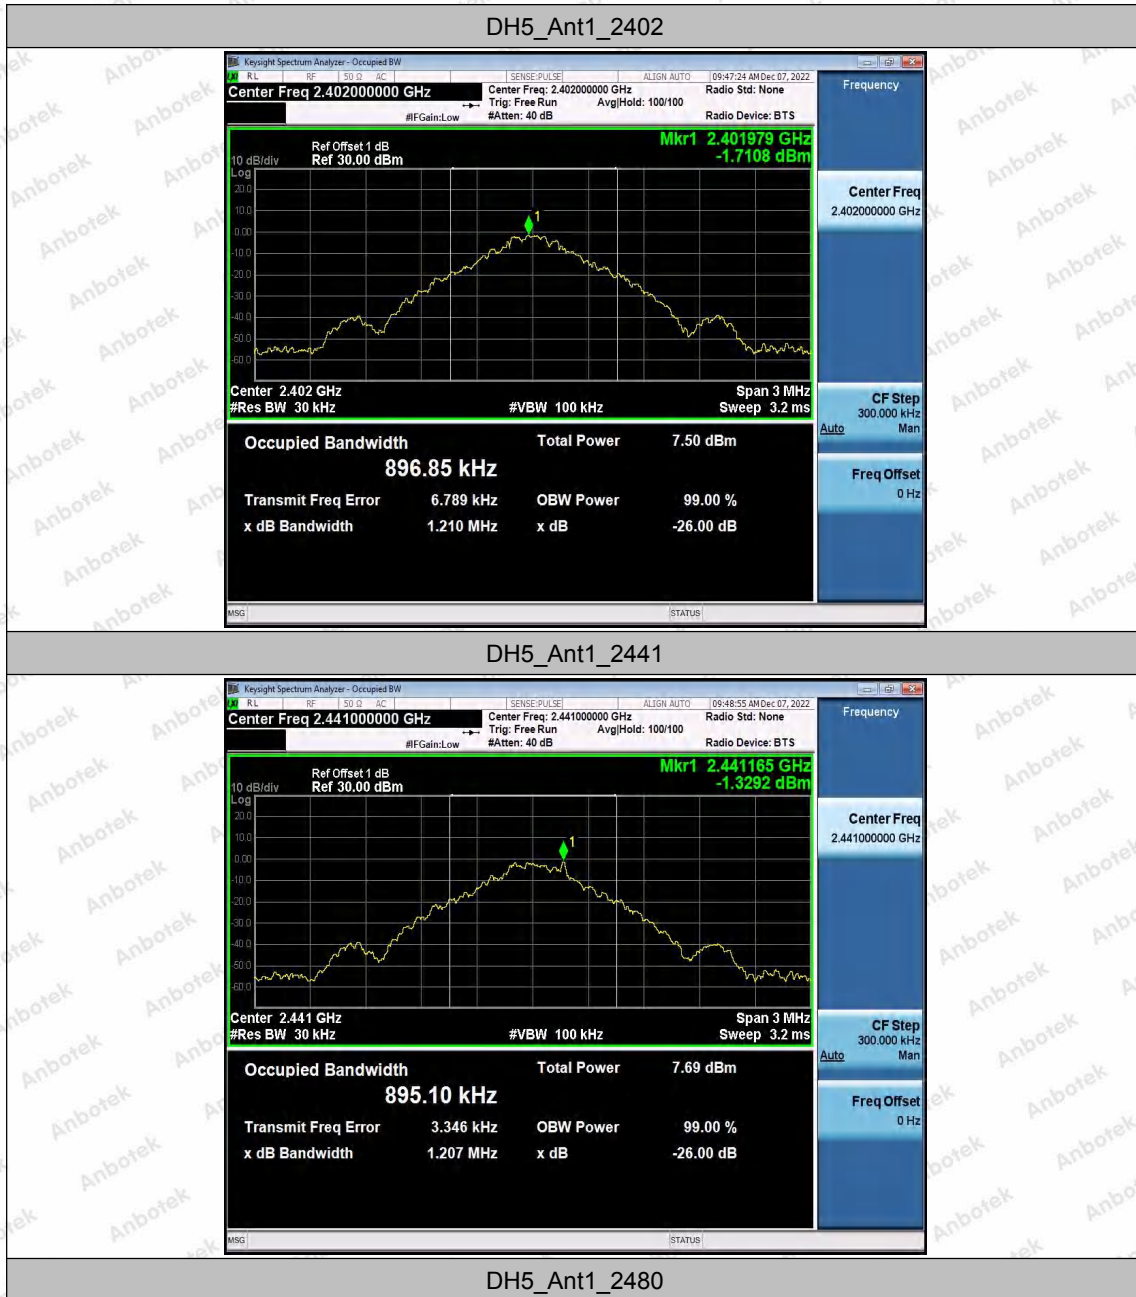 DH5_Ant1_2402
Keysight Spectrum Analyzer - Occupied BW
LXI RL RF 50 Ω AC SENSE:PULSE ALIGN AUTO 09:47:24 AM Dec 07, 2022
Center Freq 2.402000000 GHz Center Freq: 2.402000000 GHz Radio Std: None
Trig: Free Run Avg|Hold: 100/100
#IFGain:Low #Atten: 40 dB Radio Device: BTS
Mkr1 2.401979 GHz
-1.7108 dBm
Ref Offset 1 dB
10 dB/div Ref 30.00 dBm
Log
20.0
10.0
0.00
-10.0
-20.0
-30.0
-40.0
-50.0
-60.0
1
Center 2.402 GHz Span 3 MHz
#Res BW 30 kHz #VBW 100 kHz Sweep 3.2 ms
Occupied Bandwidth Total Power 7.50 dBm
896.85 kHz
Transmit Freq Error 6.789 kHz OBW Power 99.00 %
x dB Bandwidth 1.210 MHz x dB -26.00 dB
MSG STATUS
Frequency
Center Freq
2.402000000 GHz
CF Step
300.000 kHz
Auto Man
Freq Offset
0 Hz
DH5_Ant1_2441
Keysight Spectrum Analyzer - Occupied BW
LXI RL RF 50 Ω AC SENSE:PULSE ALIGN AUTO 09:48:55 AM Dec 07, 2022
Center Freq 2.441000000 GHz Center Freq: 2.441000000 GHz Radio Std: None
Trig: Free Run Avg|Hold: 100/100
#IFGain:Low #Atten: 40 dB Radio Device: BTS
Mkr1 2.441165 GHz
-1.3292 dBm
Ref Offset 1 dB
10 dB/div Ref 30.00 dBm
Log
20.0
10.0
0.00
-10.0
-20.0
-30.0
-40.0
-50.0
-60.0
1
Center 2.441 GHz Span 3 MHz
#Res BW 30 kHz #VBW 100 kHz Sweep 3.2 ms
Occupied Bandwidth Total Power 7.69 dBm
895.10 kHz
Transmit Freq Error 3.346 kHz OBW Power 99.00 %
x dB Bandwidth 1.207 MHz x dB -26.00 dB
MSG STATUS
Frequency
Center Freq
2.441000000 GHz
CF Step
300.000 kHz
Auto Man
Freq Offset
0 Hz
DH5_Ant1_2480
Anbotek